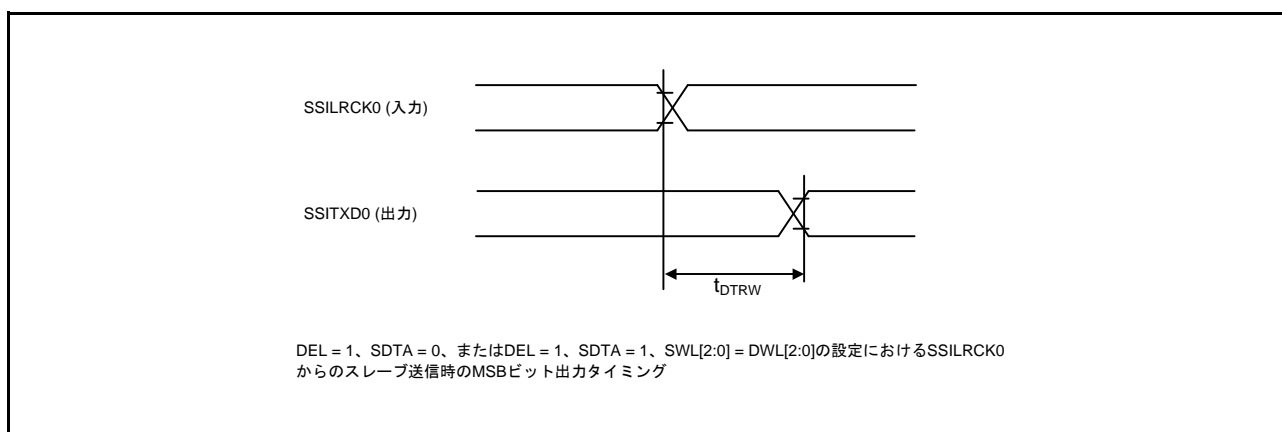 SSILRCK0 (入力)
SSITXD0 (出力)
tDTRW
DEL = 1、SDTA = 0、またはDEL = 1、SDTA = 1、SWL[2:0] = DWL[2:0]の設定におけるSSILRCK0
からのスレーブ送信時のMSBビット出力タイミング